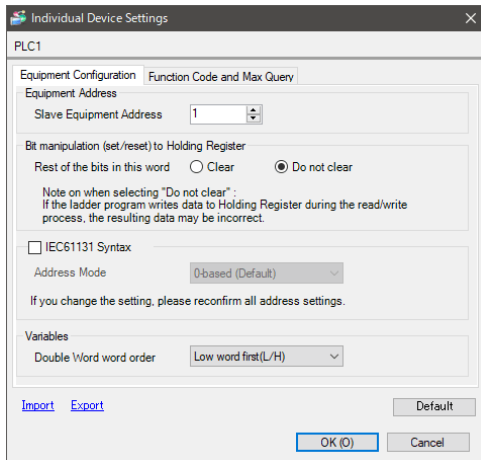 Individual Device Settings
PLC1
Equipment Configuration Function Code and Max Query
Equipment Address
Slave Equipment Address 1
Bit manipulation (set/reset) to Holding Register
Rest of the bits in this word Clear Do not clear
Note on when selecting "Do not clear" :
If the ladder program writes data to Holding Register during the read/write
process, the resulting data may be incorrect.
IEC61131 Syntax
Address Mode 0-based (Default)
If you change the setting, please reconfirm all address settings.
Variables
Double Word word order Low word first(L/H)
Import Export Default
OK (O) Cancel